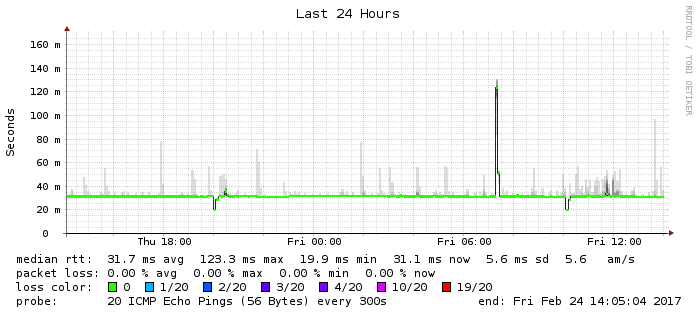 Last 24 Hours
RRDTOOL / TOBI OETIKER
Seconds
160 m
140 m
120 m
100 m
80 m
60 m
40 m
20 m
0
Thu 18:00 Fri 00:00 Fri 06:00 Fri 12:00
median rtt: 31.7 ms avg 123.3 ms max 19.9 ms min 31.1 ms now 5.6 ms sd 5.6 am/s
packet loss: 0.00 % avg 0.00 % max 0.00 % min 0.00 % now
loss color: 0 1/20 2/20 3/20 4/20 10/20 19/20
probe: 20 ICMP Echo Pings (56 Bytes) every 300s end: Fri Feb 24 14:05:04 2017